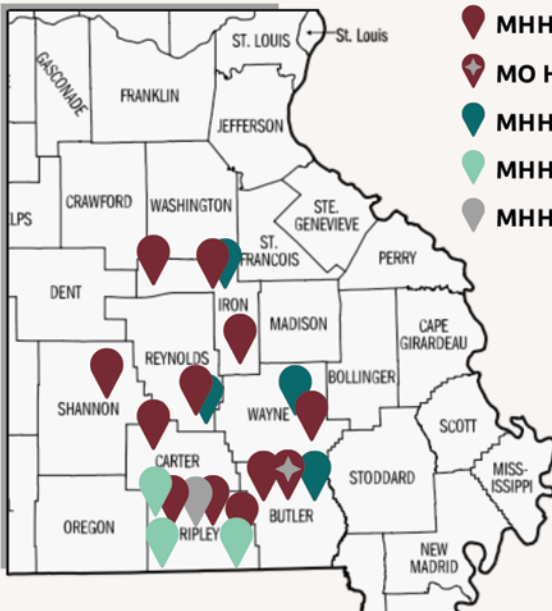 ST. LOUIS
St. Louis
GASCONADE
FRANKLIN
JEFFERSON
CRAWFORD
WASHINGTON
LPS
STE.
GENEVIEVE
ST.
FRANCOIS
PERRY
DENT
IRON
MADISON
CAPE
GIRARDEAU
REYNOLDS
BOLLINGER
SHANNON
WAYNE
SCOTT
CARTER
STODDARD
MISS-
ISSIPPI
OREGON
RIPLEY
BUTLER
NEW
MADRID
MHH
MO H
MHH
MHH
MHH